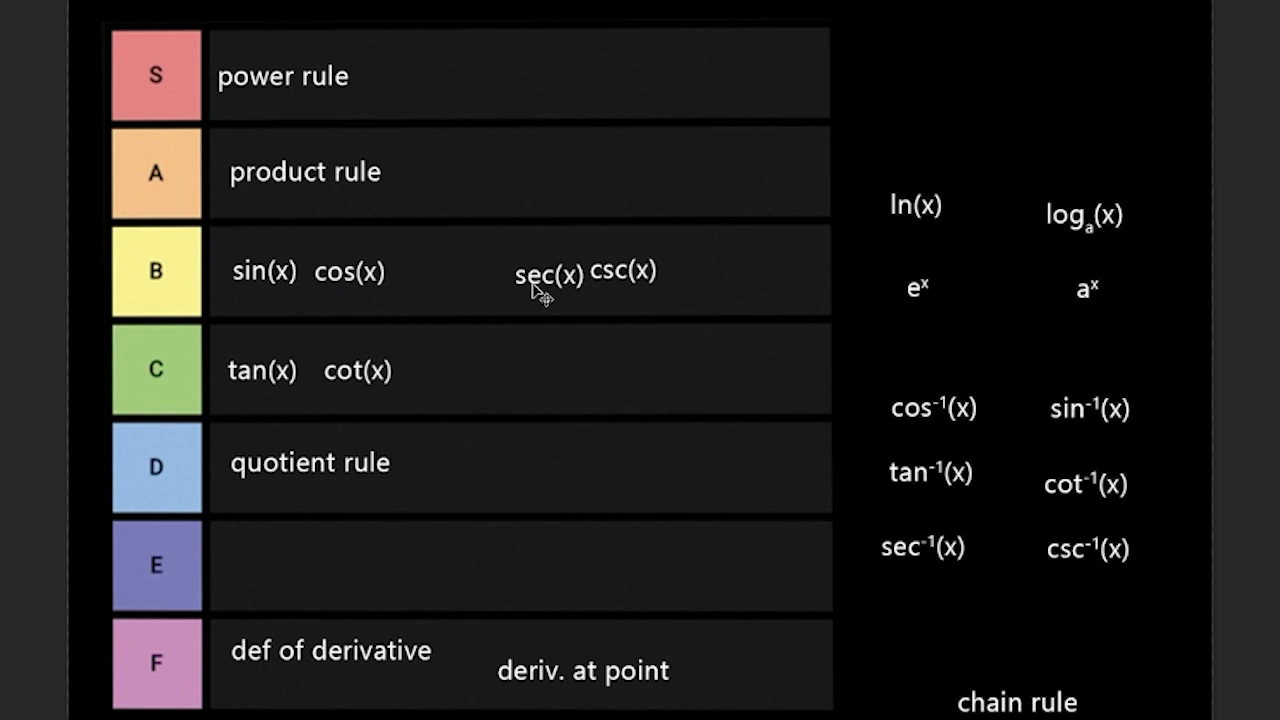 S power rule
A product rule
B sin(x) cos(x) sec(x) csc(x)
C tan(x) cot(x)
D quotient rule
E
F def of derivative deriv. at point
ln(x) logₐ(x)
eˣ aˣ
cos⁻¹(x) sin⁻¹(x)
tan⁻¹(x) cot⁻¹(x)
sec⁻¹(x) csc⁻¹(x)
chain rule